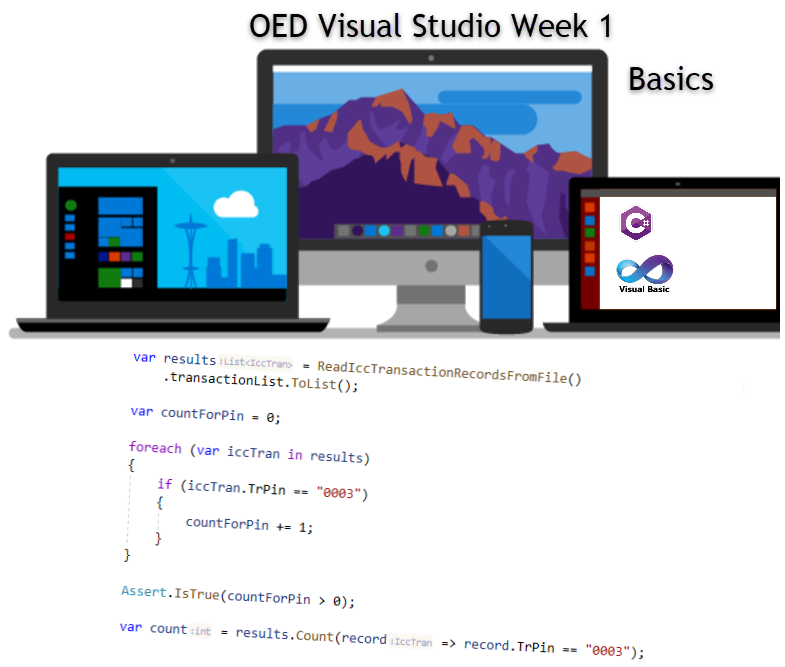 OED Visual Studio Week 1
Basics
C#
Visual Basic
var results:List<IccTran> = ReadIccTransactionRecordsFromFile()
.transactionList.ToList();
var countForPin = 0;
foreach (var iccTran in results)
{
if (iccTran.TrPin == "0003")
{
countForPin += 1;
}
}
Assert.IsTrue(countForPin > 0);
var count:int = results.Count(record:IccTran => record.TrPin == "0003");